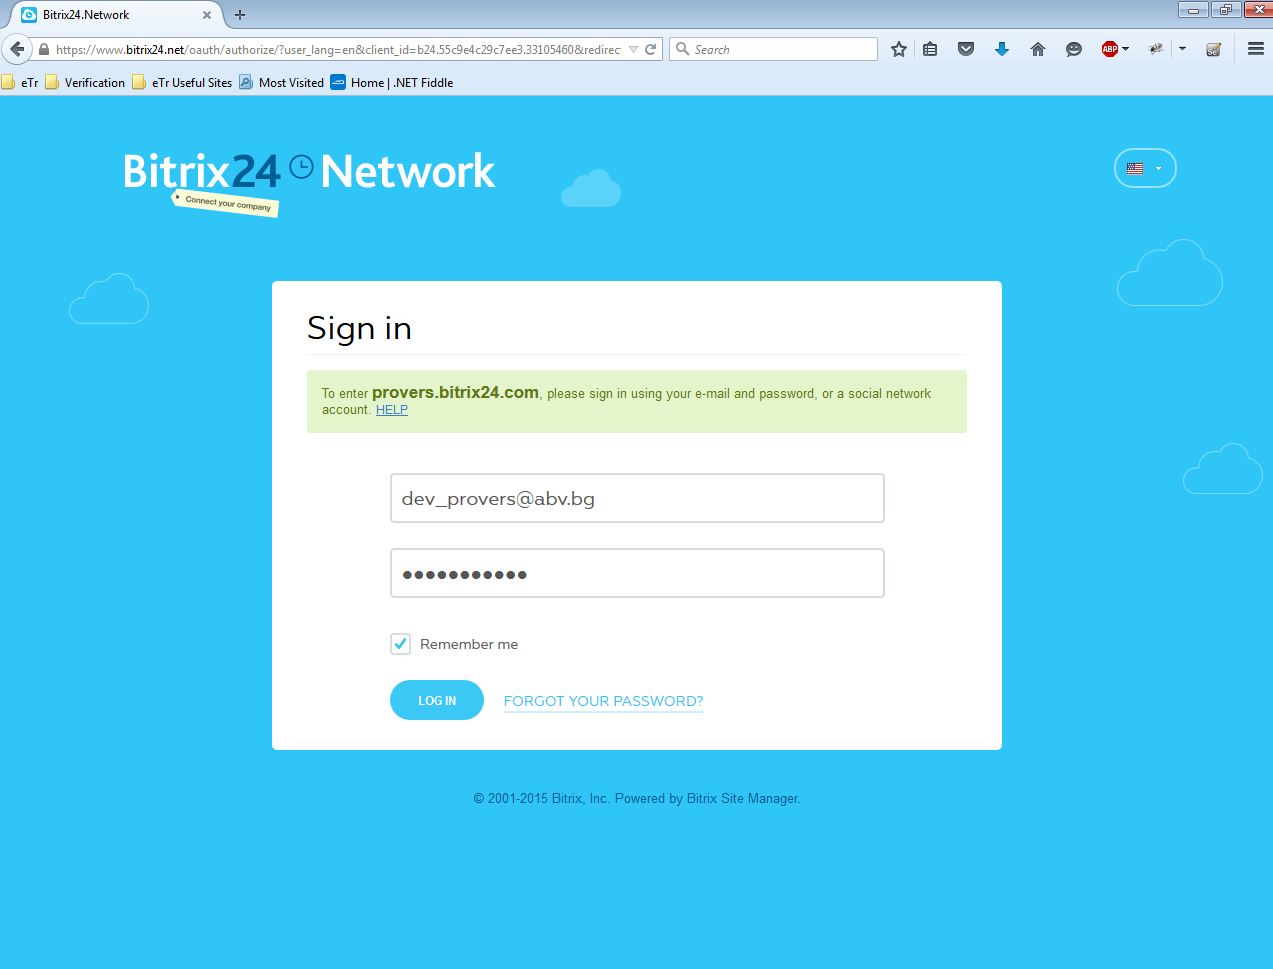 Bitrix24.Network
https://www.bitrix24.net/oauth/authorize/?user_lang=en&client_id=b24.55c9e4c29c7ee3.33105460&redirect
Search
ABP
eTr
Verification
eTr Useful Sites
Most Visited
Home | .NET Fiddle
Bitrix24 Network
Connect your company
Sign in
To enter provers.bitrix24.com, please sign in using your e-mail and password, or a social network
account. HELP
dev_provers@abv.bg
●●●●●●●●●●●
Remember me
LOG IN
FORGOT YOUR PASSWORD?
© 2001-2015 Bitrix, Inc. Powered by Bitrix Site Manager.